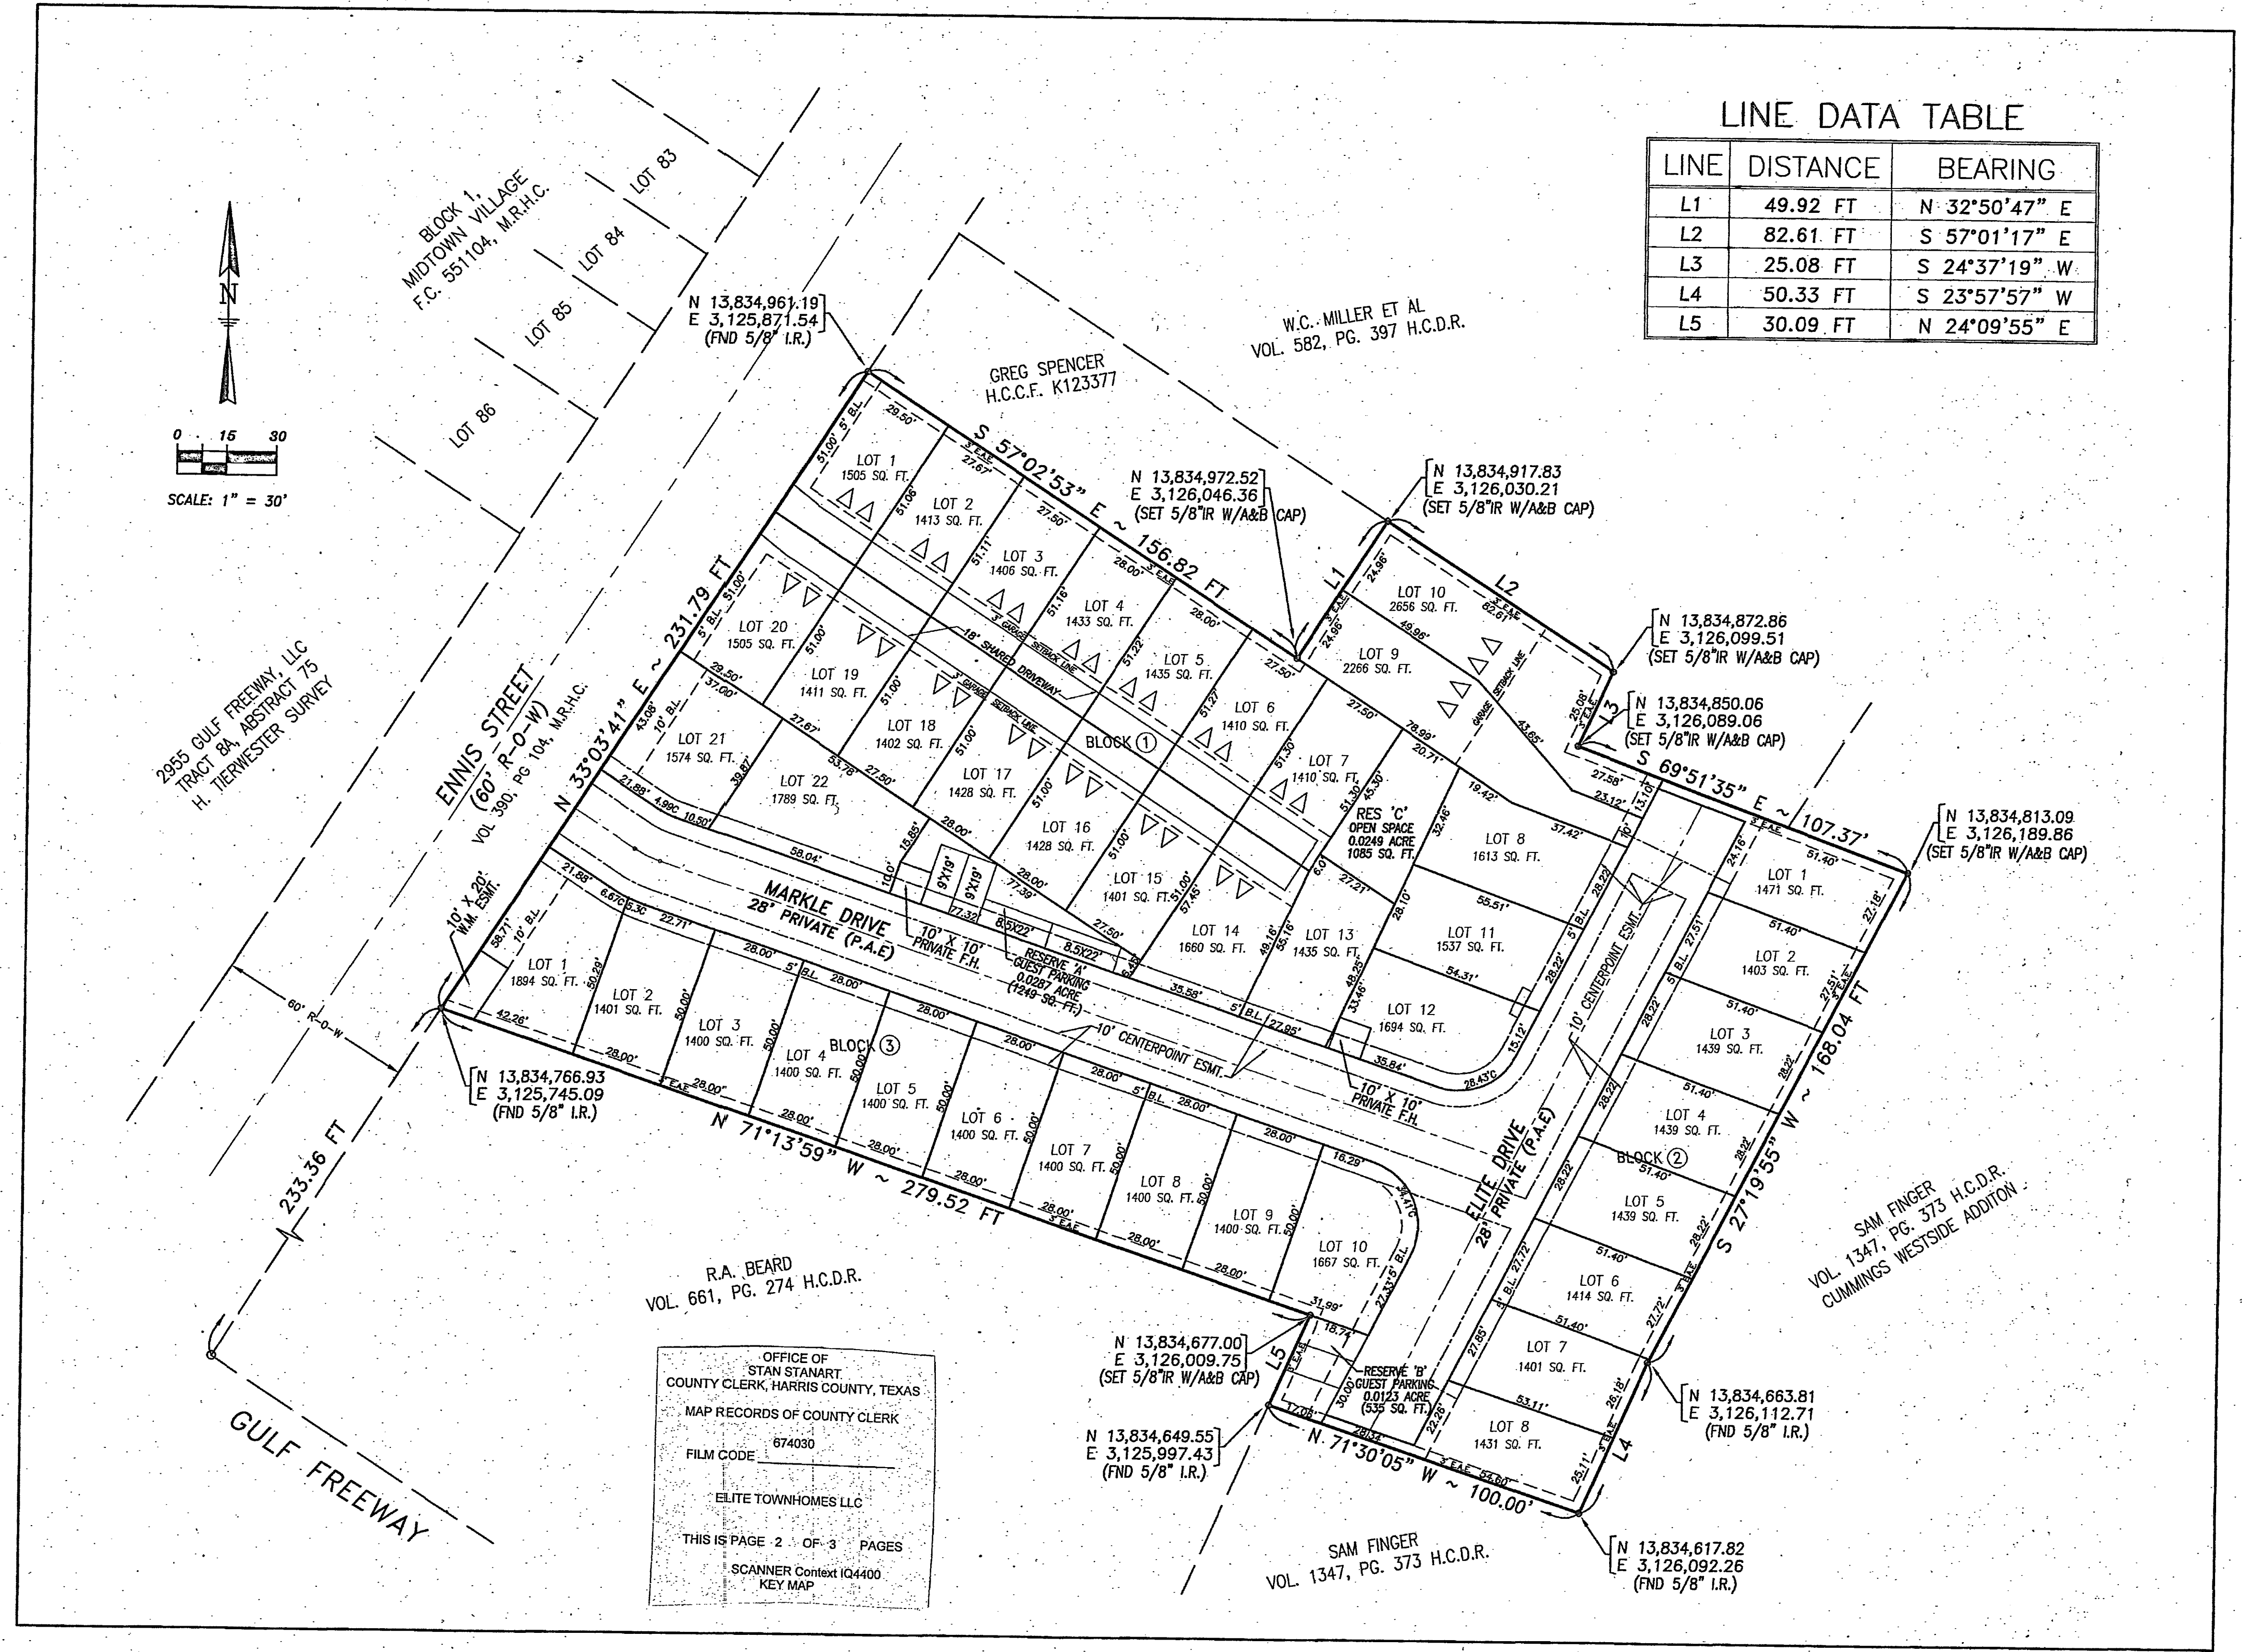 LINE DATA TABLE
LINE DISTANCE BEARING
L1 49.92 FT N 32°50'47" E
L2 82.61 FT S 57°01'17" E
L3 25.08 FT S 24°37'19" W
L4 50.33 FT S 23°57'57" W
L5 30.09 FT N 24°09'55" E
N
0 15 30
SCALE: 1" = 30'
BLOCK 1,
MIDTOWN VILLAGE
F.C. 551104, M.R.H.C.
LOT 83
LOT 84
LOT 85
LOT 86
N 13,834,961.19
E 3,125,871.54
(FND 5/8" I.R.)
GREG SPENCER
H.C.C.F. K123377
W.C. MILLER ET AL
VOL. 582, PG. 397 H.C.D.R.
N 13,834,972.52
E 3,126,046.36
(SET 5/8"IR W/A&B CAP)
N 13,834,917.83
E 3,126,030.21
(SET 5/8"IR W/A&B CAP)
N 13,834,872.86
E 3,126,099.51
(SET 5/8"IR W/A&B CAP)
N 13,834,850.06
E 3,126,089.06
(SET 5/8"IR W/A&B CAP)
N 13,834,813.09
E 3,126,189.86
(SET 5/8"IR W/A&B CAP)
2955 GULF FREEWAY, LLC
TRACT 8A, ABSTRACT 75
H. TIERWESTER SURVEY
ENNIS STREET
(60' R-O-W)
VOL 390, PG 104, M.R.H.C.
N 33°03'41" E ~ 231.79 FT
S 57°02'53" E ~ 156.82 FT
L1
L2
L3
S 69°51'35" E ~ 107.37'
S 27°19'55" W ~ 168.04 FT
L4
N 71°30'05" W ~ 100.00'
L5
N 71°13'59" W ~ 279.52 FT
BLOCK 1
LOT 1
1505 SQ. FT.
LOT 2
1413 SQ. FT.
LOT 3
1406 SQ. FT.
LOT 4
1433 SQ. FT.
LOT 5
1435 SQ. FT.
LOT 6
1410 SQ. FT.
LOT 7
1410 SQ. FT.
LOT 8
1613 SQ. FT.
LOT 9
2266 SQ. FT.
LOT 10
2656 SQ. FT.
LOT 11
1537 SQ. FT.
LOT 12
1694 SQ. FT.
LOT 13
1435 SQ. FT.
LOT 14
1660 SQ. FT.
LOT 15
1401 SQ. FT.
LOT 16
1428 SQ. FT.
LOT 17
1428 SQ. FT.
LOT 18
1402 SQ. FT.
LOT 19
1411 SQ. FT.
LOT 20
1505 SQ. FT.
LOT 21
1574 SQ. FT.
LOT 22
1789 SQ. FT.
RES 'C'
OPEN SPACE
0.0249 ACRE
1085 SQ. FT.
18' SHARED DRIVEWAY
3' GARAGE SETBACK LINE
3' GARAGE SETBACK LINE
GARAGE SETBACK LINE
MARKLE DRIVE
28' PRIVATE (P.A.E)
10' X 10'
PRIVATE F.H.
RESERVE 'A'
GUEST PARKING
0.0287 ACRE
(1249 SQ. FT.)
9'X19'
9'X19'
8.5X22'
8.5X22'
10' CENTERPOINT ESMT.
10' CENTERPOINT ESMT.
10' X 10'
PRIVATE F.H.
10' X 20'
W.M. ESMT.
60' R-O-W
BLOCK 3
LOT 1
1894 SQ. FT.
LOT 2
1401 SQ. FT.
LOT 3
1400 SQ. FT.
LOT 4
1400 SQ. FT.
LOT 5
1400 SQ. FT.
LOT 6
1400 SQ. FT.
LOT 7
1400 SQ. FT.
LOT 8
1400 SQ. FT.
LOT 9
1400 SQ. FT.
LOT 10
1667 SQ. FT.
ELITE DRIVE
28' PRIVATE (P.A.E)
BLOCK 2
LOT 1
1471 SQ. FT.
LOT 2
1403 SQ. FT.
LOT 3
1439 SQ. FT.
LOT 4
1439 SQ. FT.
LOT 5
1439 SQ. FT.
LOT 6
1414 SQ. FT.
LOT 7
1401 SQ. FT.
LOT 8
1431 SQ. FT.
RESERVE 'B'
GUEST PARKING
0.0123 ACRE
(535 SQ. FT.)
N 13,834,766.93
E 3,125,745.09
(FND 5/8" I.R.)
233.36 FT
GULF FREEWAY
R.A. BEARD
VOL. 661, PG. 274 H.C.D.R.
N 13,834,677.00
E 3,126,009.75
(SET 5/8"IR W/A&B CAP)
N 13,834,649.55
E 3,125,997.43
(FND 5/8" I.R.)
N 13,834,663.81
E 3,126,112.71
(FND 5/8" I.R.)
N 13,834,617.82
E 3,126,092.26
(FND 5/8" I.R.)
SAM FINGER
VOL. 1347, PG. 373 H.C.D.R.
CUMMINGS WESTSIDE ADDITON
SAM FINGER
VOL. 1347, PG. 373 H.C.D.R.
OFFICE OF
STAN STANART
COUNTY CLERK, HARRIS COUNTY, TEXAS
MAP RECORDS OF COUNTY CLERK
FILM CODE 674030
ELITE TOWNHOMES LLC
THIS IS PAGE 2 OF 3 PAGES
SCANNER Context IQ4400
KEY MAP